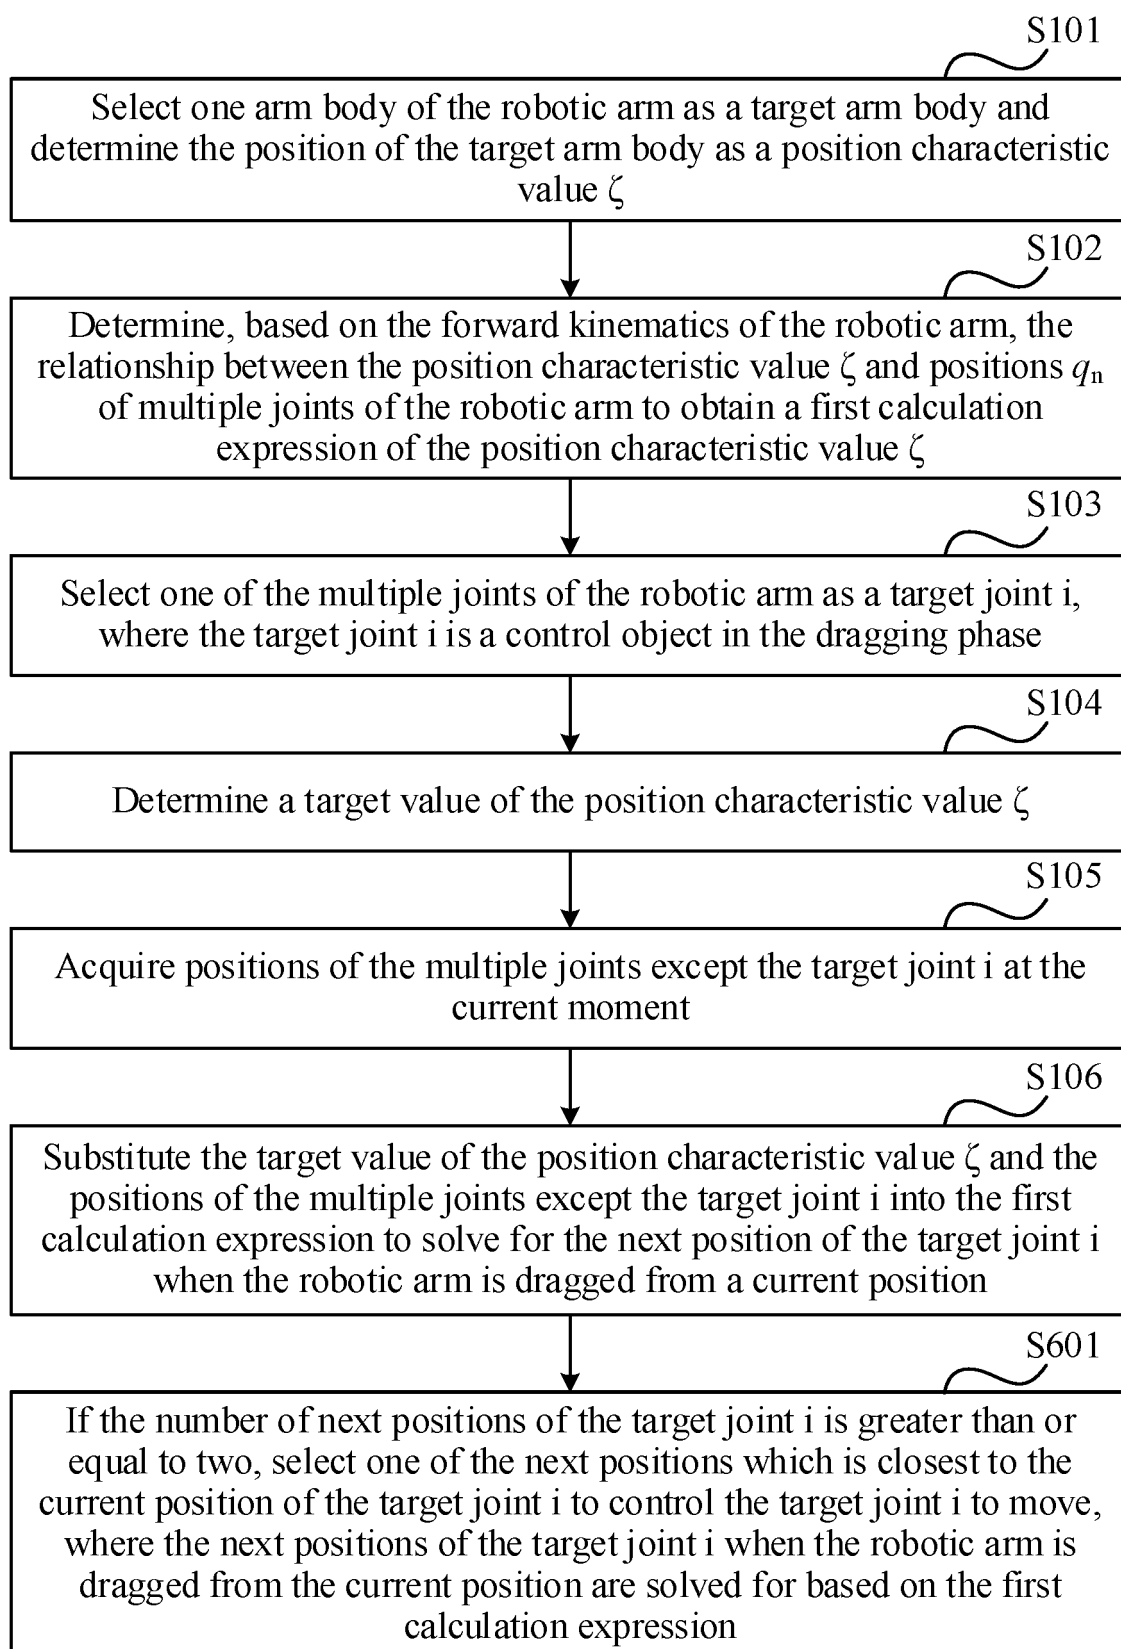 S101
Select one arm body of the robotic arm as a target arm body and
determine the position of the target arm body as a position characteristic
value ζ
S102
Determine, based on the forward kinematics of the robotic arm, the
relationship between the position characteristic value ζ and positions qn
of multiple joints of the robotic arm to obtain a first calculation
expression of the position characteristic value ζ
S103
Select one of the multiple joints of the robotic arm as a target joint i,
where the target joint i is a control object in the dragging phase
S104
Determine a target value of the position characteristic value ζ
S105
Acquire positions of the multiple joints except the target joint i at the
current moment
S106
Substitute the target value of the position characteristic value ζ and the
positions of the multiple joints except the target joint i into the first
calculation expression to solve for the next position of the target joint i
when the robotic arm is dragged from a current position
S601
If the number of next positions of the target joint i is greater than or
equal to two, select one of the next positions which is closest to the
current position of the target joint i to control the target joint i to move,
where the next positions of the target joint i when the robotic arm is
dragged from the current position are solved for based on the first
calculation expression